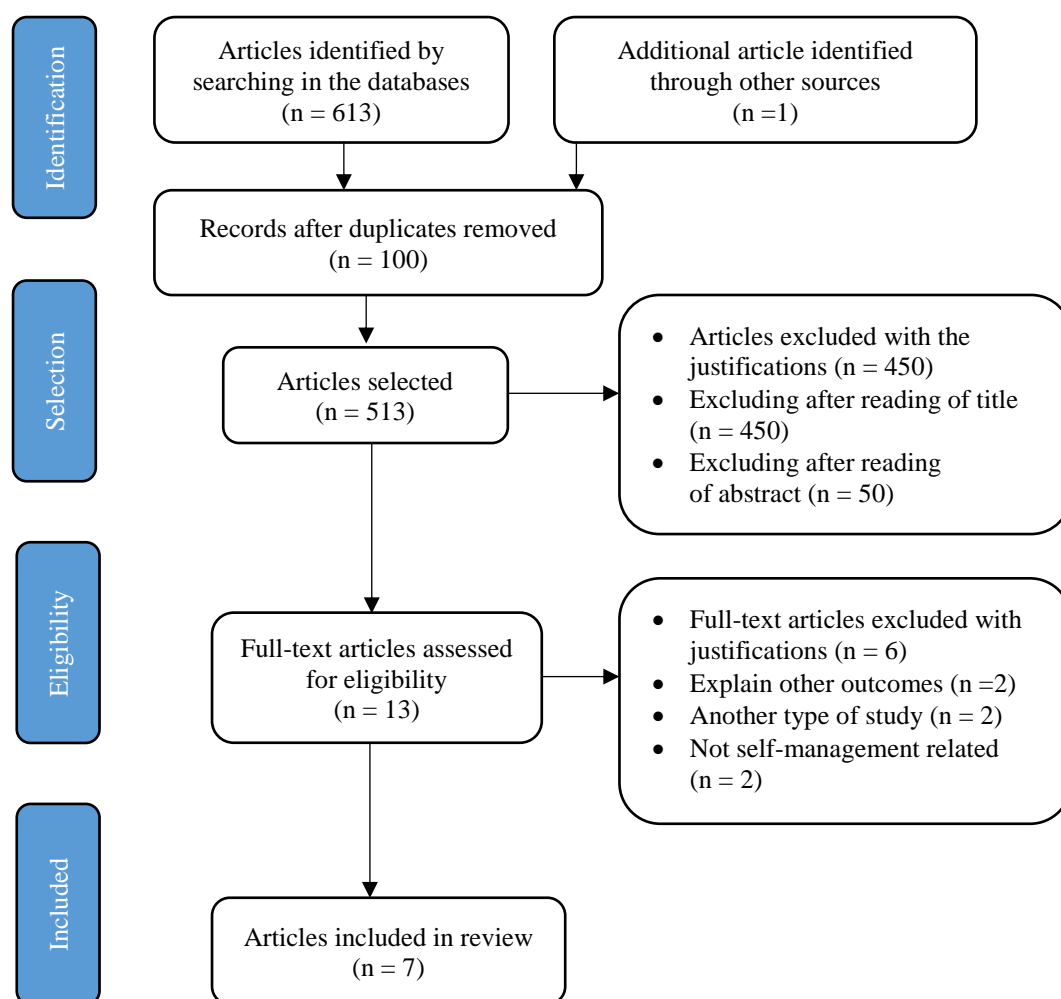 Identification
Articles identified by
searching in the databases
(n = 613)
Additional article identified
through other sources
(n =1)
Records after duplicates removed
(n = 100)
Selection
Articles selected
(n = 513)
• Articles excluded with the
justifications (n = 450)
• Excluding after reading of title
(n = 450)
• Excluding after reading
of abstract (n = 50)
Eligibility
Full-text articles assessed
for eligibility
(n = 13)
• Full-text articles excluded with
justifications (n = 6)
• Explain other outcomes (n =2)
• Another type of study (n = 2)
• Not self-management related
(n = 2)
Included
Articles included in review
(n = 7)